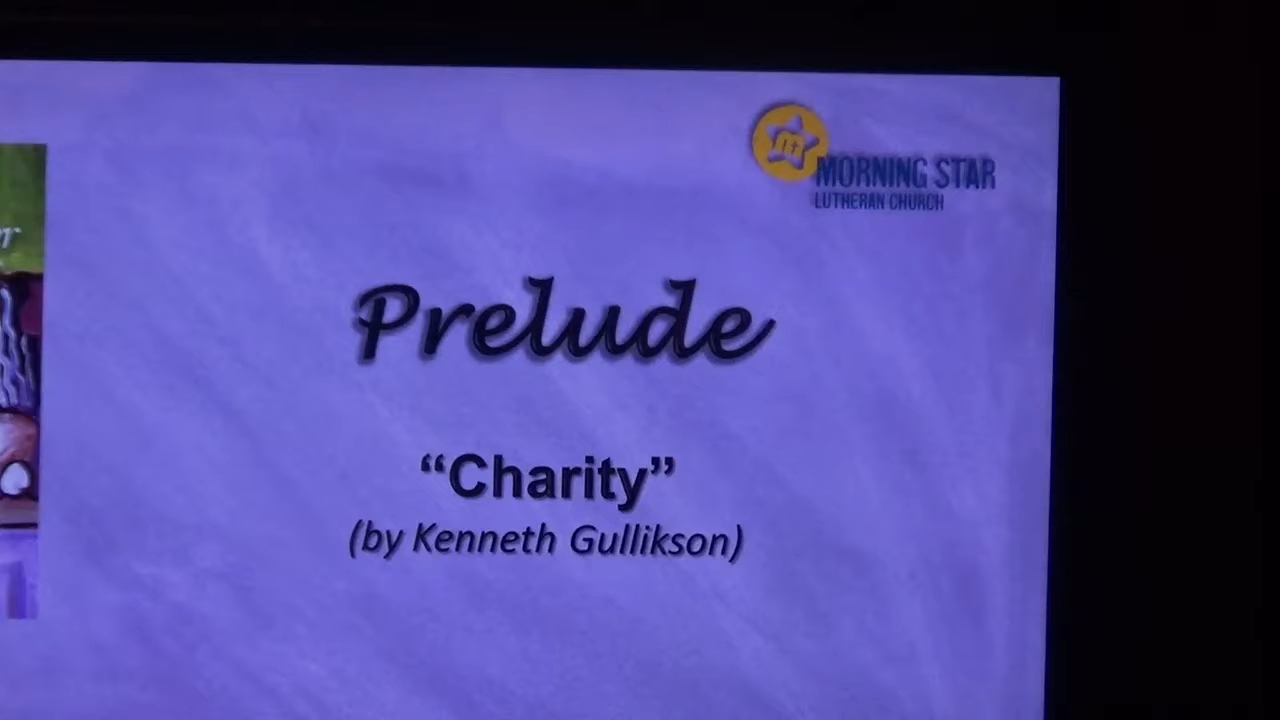 MORNING STAR
LUTHERAN CHURCH
Prelude
“Charity”
(by Kenneth Gullikson)